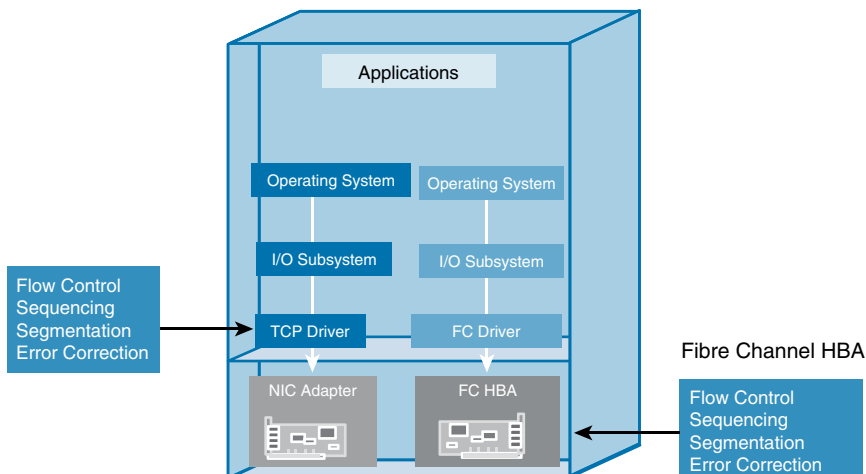 Applications
Operating System
Operating System
I/O Subsystem
I/O Subsystem
Flow Control
Sequencing
Segmentation
Error Correction
TCP Driver
FC Driver
NIC Adapter
FC HBA
Fibre Channel HBA
Flow Control
Sequencing
Segmentation
Error Correction